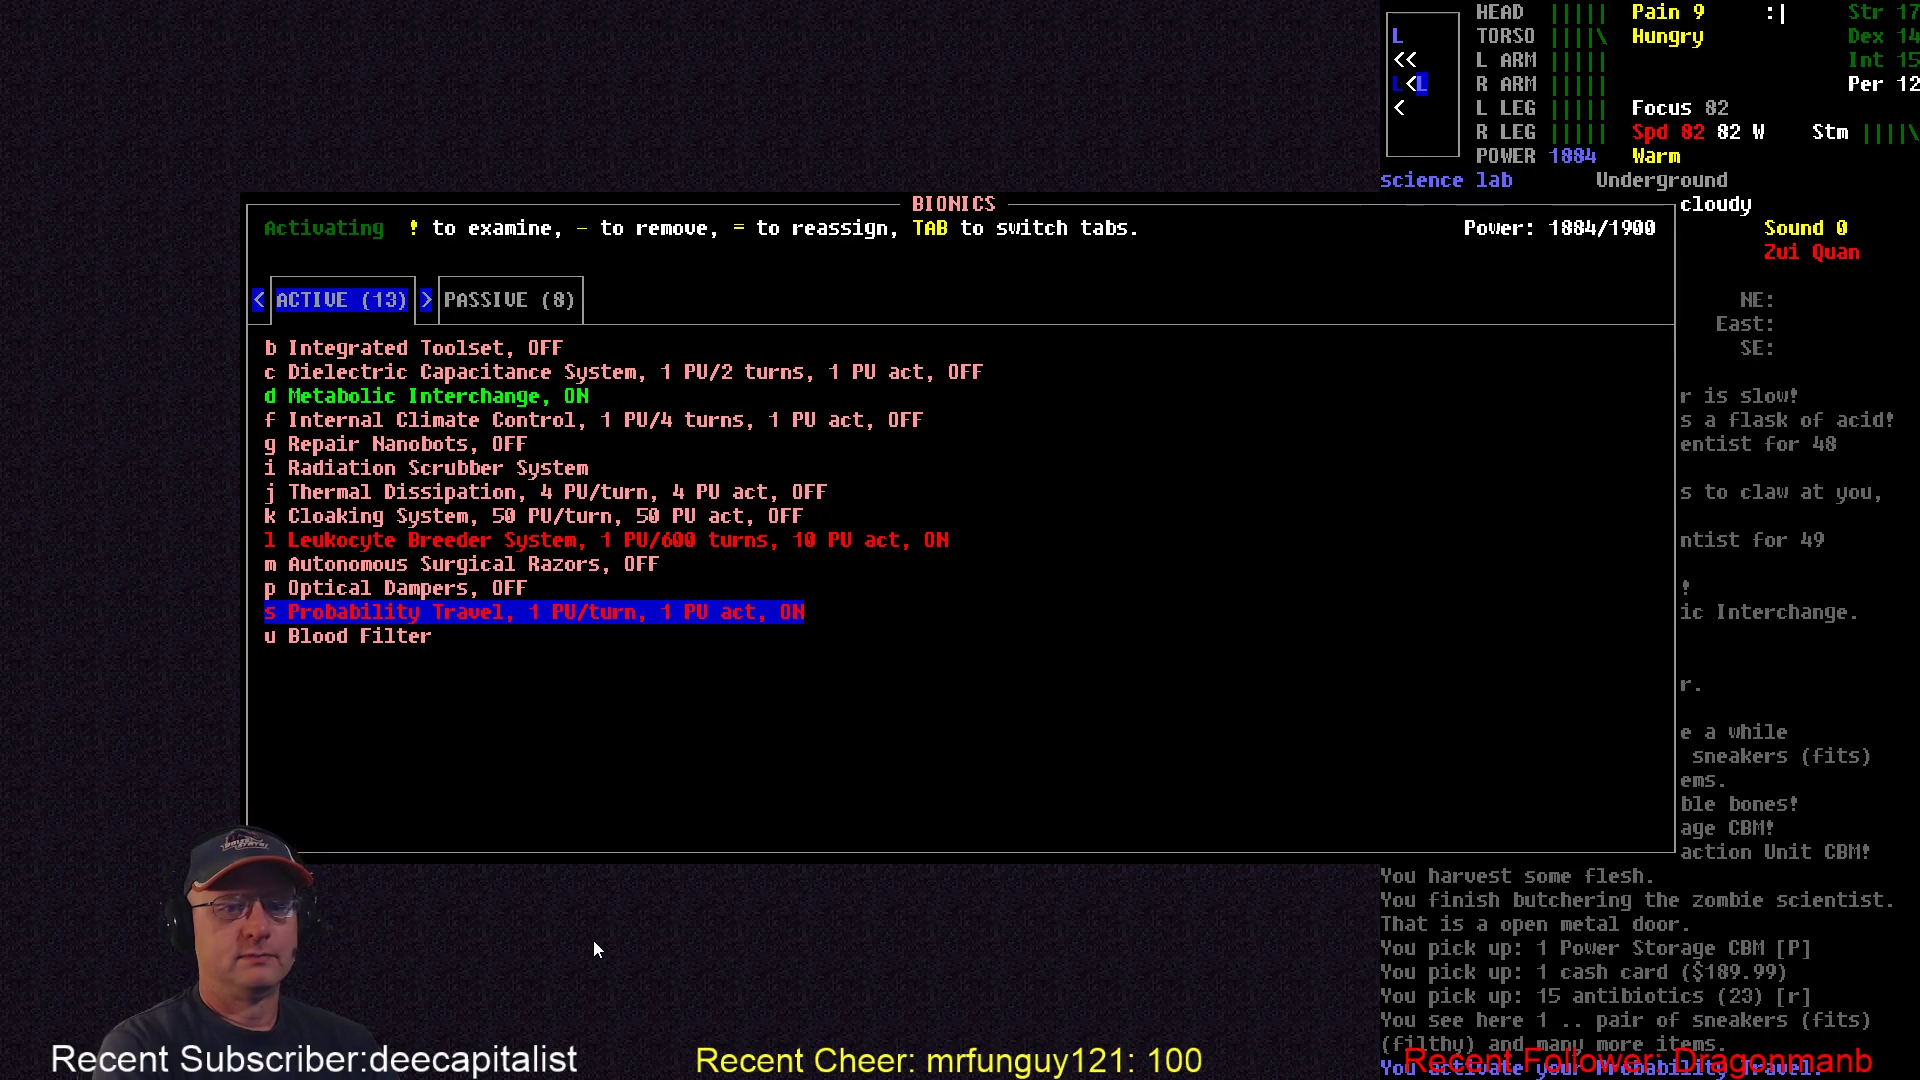 HEAD ||||| Pain 9 :| Str 17
L TORSO ||||\ Hungry Dex 14
<< L ARM ||||| Int 15
L<L R ARM ||||| Per 12
< L LEG ||||| Focus 82
R LEG ||||| Spd 82 82 W Stm ||||\
POWER 1884 Warm
science lab Underground
cloudy
Sound 0
Zui Quan
NE:
East:
SE:
BIONICS
Activating ! to examine, - to remove, = to reassign, TAB to switch tabs. Power: 1884/1900
< ACTIVE (13) > PASSIVE (8)
b Integrated Toolset, OFF
c Dielectric Capacitance System, 1 PU/2 turns, 1 PU act, OFF
d Metabolic Interchange, ON
f Internal Climate Control, 1 PU/4 turns, 1 PU act, OFF
g Repair Nanobots, OFF
i Radiation Scrubber System
j Thermal Dissipation, 4 PU/turn, 4 PU act, OFF
k Cloaking System, 50 PU/turn, 50 PU act, OFF
l Leukocyte Breeder System, 1 PU/600 turns, 10 PU act, ON
m Autonomous Surgical Razors, OFF
p Optical Dampers, OFF
s Probability Travel, 1 PU/turn, 1 PU act, ON
u Blood Filter
r is slow!
s a flask of acid!
entist for 48
s to claw at you,
ntist for 49
!
ic Interchange.
r.
e a while
sneakers (fits)
ems.
ble bones!
age CBM!
action Unit CBM!
You harvest some flesh.
You finish butchering the zombie scientist.
That is a open metal door.
You pick up: 1 Power Storage CBM [P]
You pick up: 1 cash card ($189.99)
You pick up: 15 antibiotics (23) [r]
You see here 1 .. pair of sneakers (fits)
(filthy) and many more items.
You activate your Probability Travel.
Recent Subscriber:deecapitalist
Recent Cheer: mrfunguy121: 100
Recent Follower: Dragonmanb